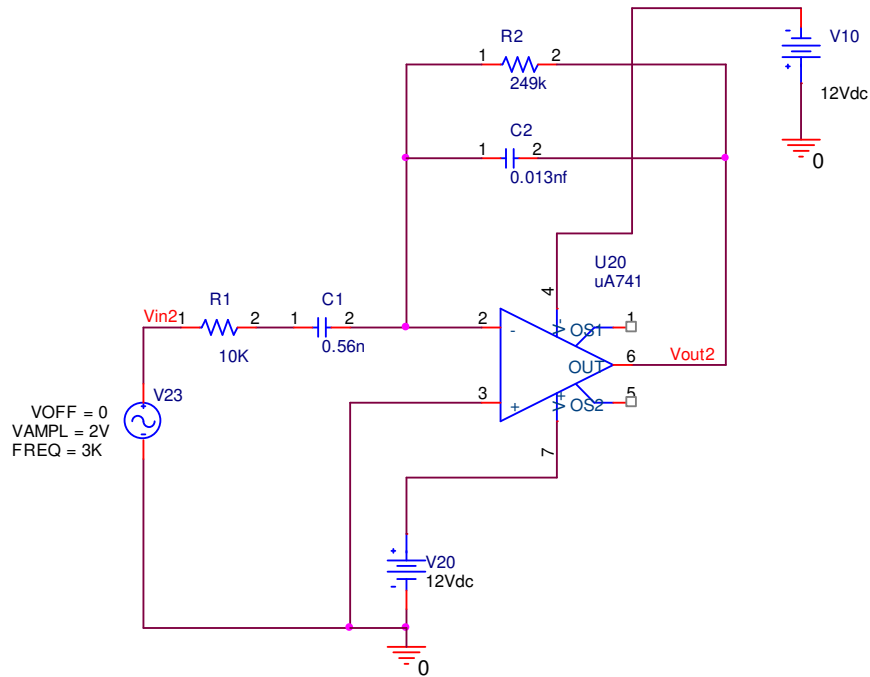 R2
1 2
249k
C2
1 2
0.013nf
V10
-
+
12Vdc
0
U20
uA741
4
V-
OS1
1
2
-
OUT
6
Vout2
3
+
V+
OS2
5
7
Vin2
R1
1 2
10K
C1
1 2
0.56n
V23
+
-
VOFF = 0
VAMPL = 2V
FREQ = 3K
+
V20
12Vdc
-
0